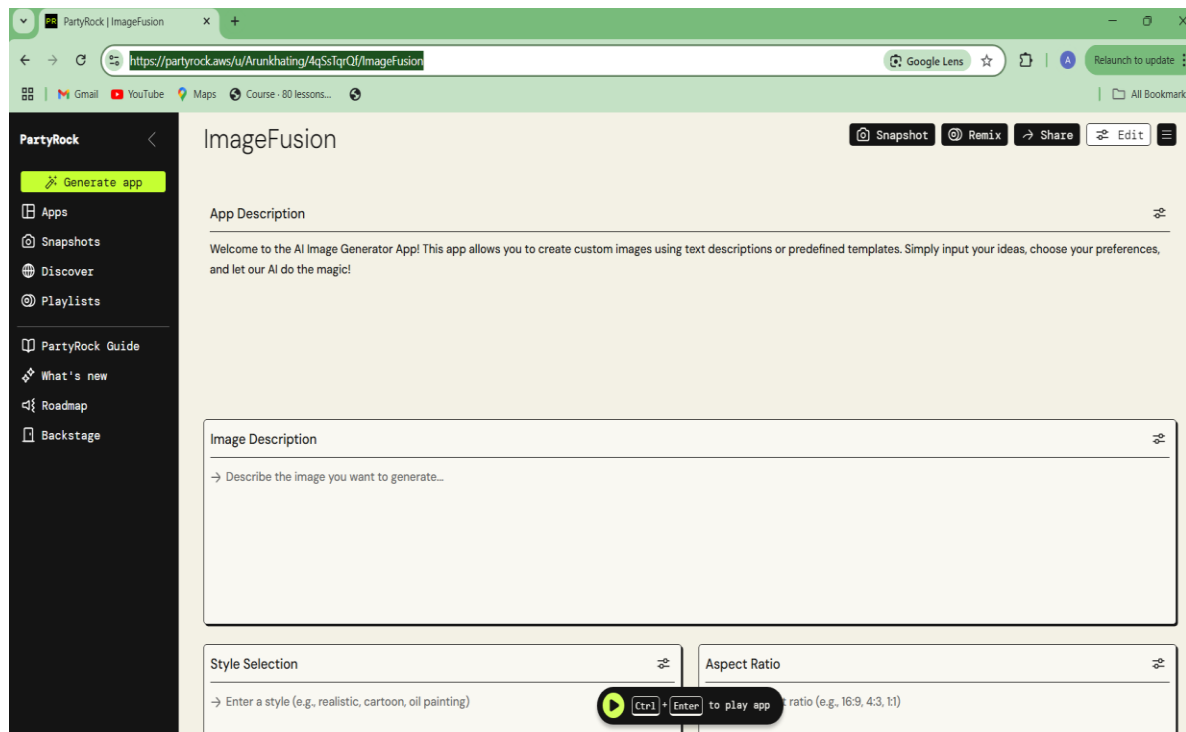 PR PartyRock | ImageFusion
https://partyrock.aws/u/Arunkhating/4qSsTqrQf/ImageFusion
Google Lens
A
Relaunch to update
Gmail
YouTube
Maps
Course - 80 lessons...
All Bookmark
PartyRock
Generate app
Apps
Snapshots
Discover
Playlists
PartyRock Guide
What's new
Roadmap
Backstage
ImageFusion
Snapshot
Remix
Share
Edit
App Description
Welcome to the AI Image Generator App! This app allows you to create custom images using text descriptions or predefined templates. Simply input your ideas, choose your preferences,
and let our AI do the magic!
Image Description
Describe the image you want to generate...
Style Selection
Enter a style (e.g., realistic, cartoon, oil painting)
Aspect Ratio
ratio (e.g., 16:9, 4:3, 1:1)
Ctrl + Enter to play app